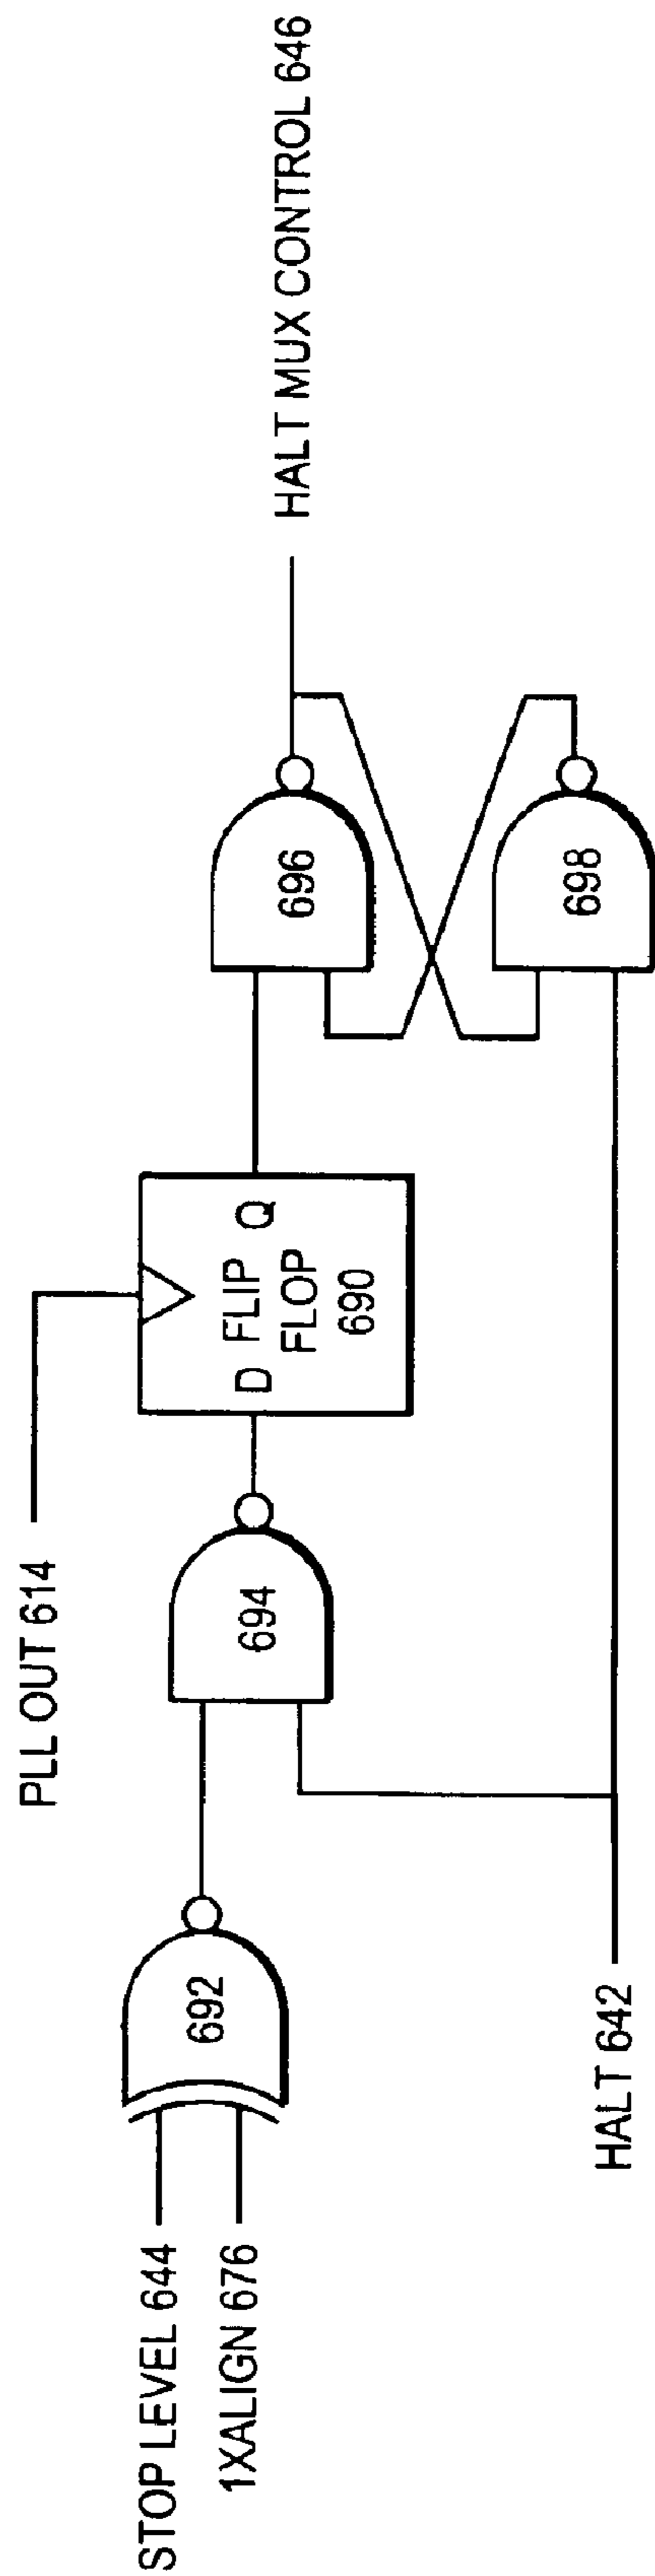 STOP LEVEL 644
1XALIGN 676
692
HALT 642
694
PLL OUT 614
D FLIP Q
FLOP
690
696
698
HALT MUX CONTROL 646